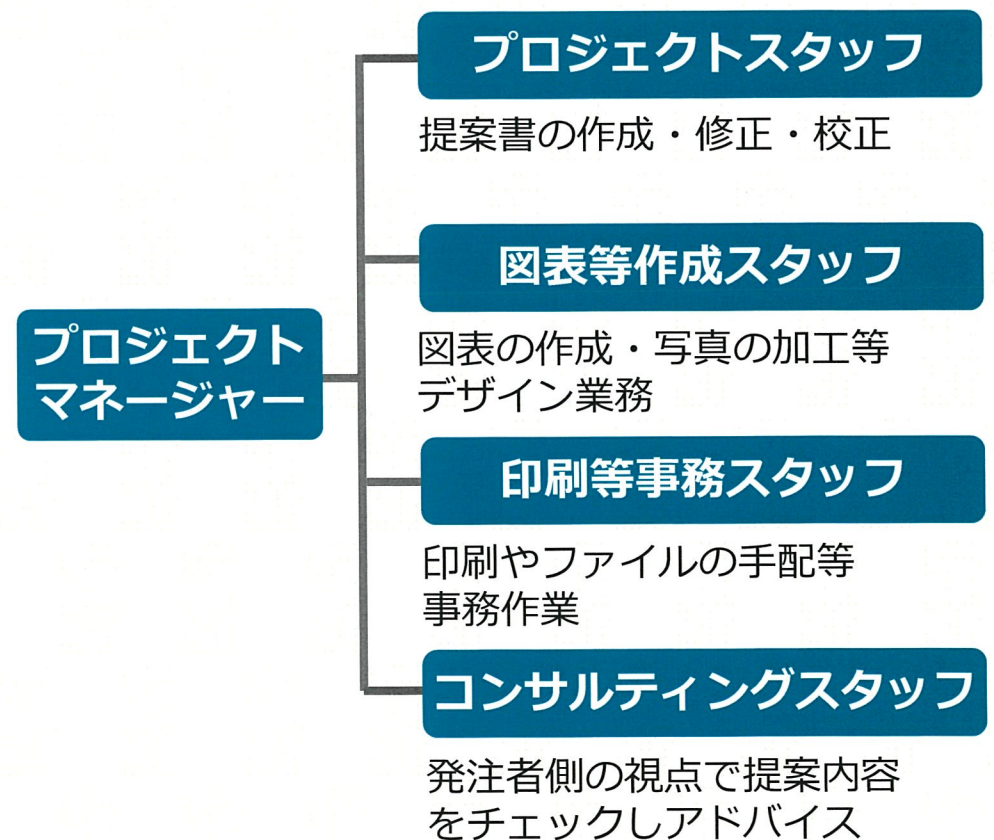 プロジェクト
マネージャー
プロジェクトスタッフ
提案書の作成・修正・校正
図表等作成スタッフ
図表の作成・写真の加工等
デザイン業務
印刷等事務スタッフ
印刷やファイルの手配等
事務作業
コンサルティングスタッフ
発注者側の視点で提案内容
をチェックしアドバイス